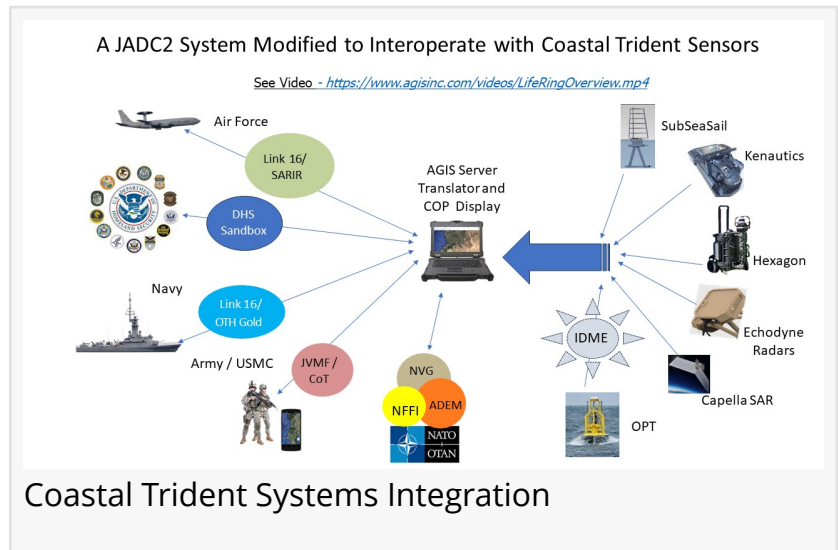 A JADC2 System Modified to Interoperate with Coastal Trident Sensors
See Video - https://www.agisinc.com/videos/LifeRingOverview.mp4
Air Force
Link 16/
SARIR
DHS
Sandbox
Navy
Link 16/
OTH Gold
Army / USMC
JVMF /
CoT
AGIS Server
Translator and
COP Display
NVG
NFFI
ADEM
NATO
OTAN
SubSeaSail
Kenautics
Hexagon
Echodyne
Radars
Capella SAR
IDME
OPT
Coastal Trident Systems Integration